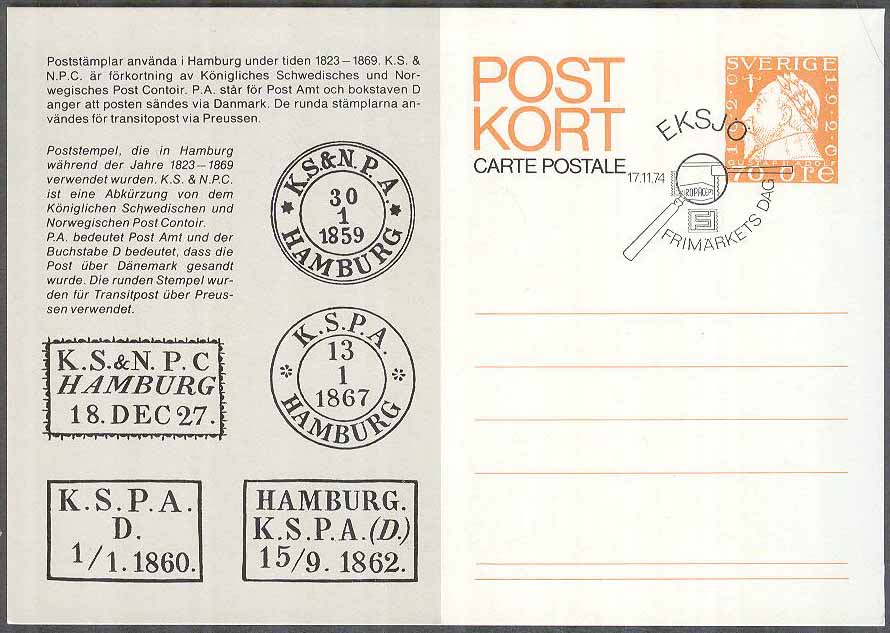 Poststämplar använda i Hamburg under tiden 1823–1869. K.S. &
N.P.C. är förkortning av Königliches Schwedisches und Nor-
wegisches Post Contoir. P.A. står för Post Amt och bokstaven D
anger att posten sändes via Danmark. De runda stämplarna an-
vändes för transitopost via Preussen.
Poststempel, die in Hamburg
während der Jahre 1823–1869
verwendet wurden. K.S. & N.P.C.
ist eine Abkürzung von dem
Königlichen Schwedischen und
Norwegischen Post Contoir.
P.A. bedeutet Post Amt und der
Buchstabe D bedeutet, dass die
Post über Dänemark gesandt
wurde. Die runden Stempel wur-
den für Transitpost über Preus-
sen verwendet.
K.S.&N.P.A.
30
1
1859
HAMBURG
K.S.P.A.
13
1
1867
HAMBURG
K.S.&N.P.C
HAMBURG
18.DEC 27.
K.S.P.A.
D.
1/1.1860.
HAMBURG.
K.S.P.A.(D.)
15/9. 1862.
POST
KORT
CARTE POSTALE
SVERIGE
1620
1920
GUSTAF II ADOLF
70 ÖRE
EKSJÖ
17.11.74
FRIMÄRKETS DAG